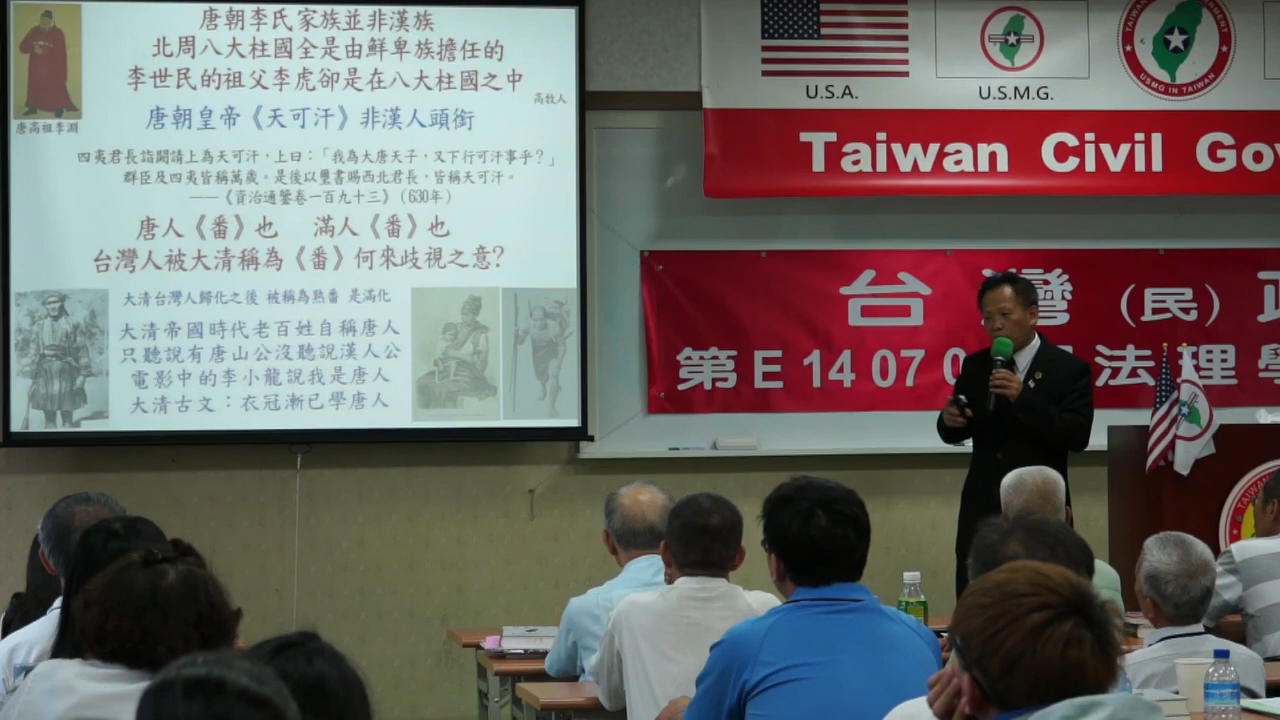 唐朝李氏家族並非漢族
北周八大柱國全是由鮮卑族擔任的
李世民的祖父李虎卻是在八大柱國之中
高牧人
唐高祖李淵
唐朝皇帝《天可汗》非漢人頭銜
四夷君長詣闕請上為天可汗，上曰：「我為大唐天子，又下行可汗事乎？」
群臣及四夷皆稱萬歲。是後以璽書賜西北君長，皆稱天可汗。
——《資治通鑒卷一百九十三》（630年）
唐人《番》也 滿人《番》也
台灣人被大清稱為《番》何來歧視之意?
大清台灣人歸化之後 被稱為熟番 是滿化
大清帝國時代老百姓自稱唐人
只聽說有唐山公沒聽說漢人公
電影中的李小龍說我是唐人
大清古文：衣冠漸已學唐人
U.S.A.
U.S.M.G.
USMG IN TAIWAN
Taiwan Civil Go
台灣（民）政
第E 14 07 0 法理學